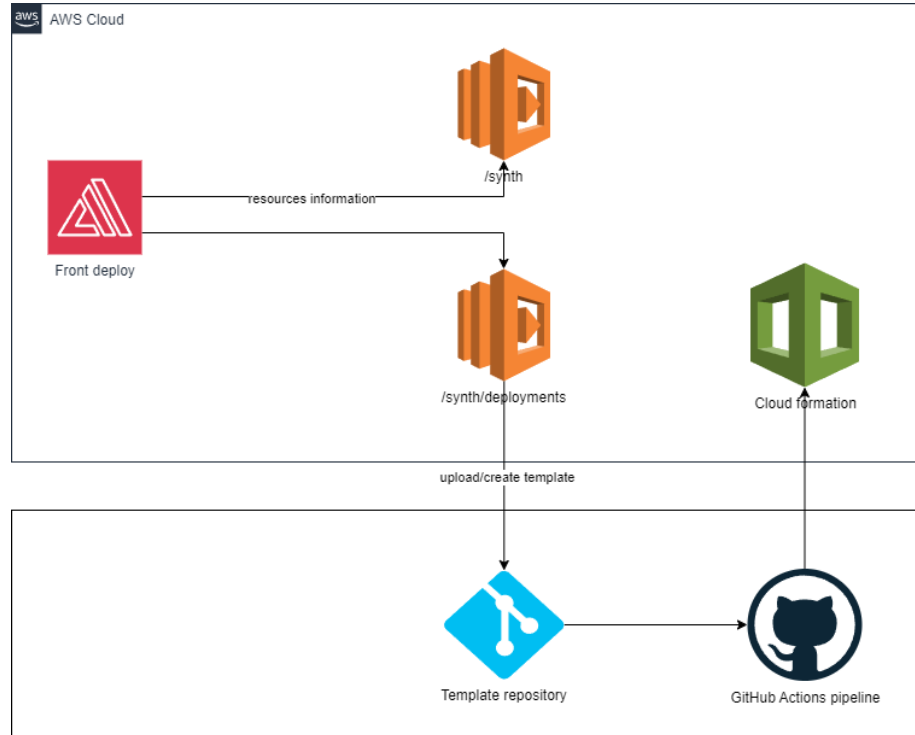 aws
AWS Cloud
/synth
resources information
Front deploy
/synth/deployments
Cloud formation
upload/create template
Template repository
GitHub Actions pipeline